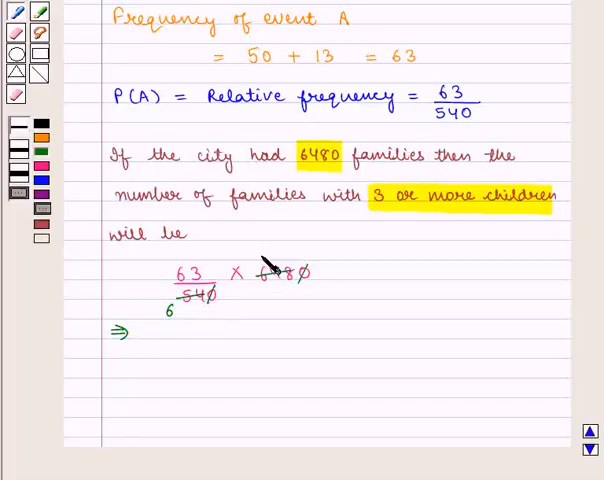 Frequency of event A
= 50 + 13 = 63
P(A) = Relative frequency = 63/540
If the city had 6480 families then the
number of families with 3 or more children
will be
63/540 × 6480
6
⇒